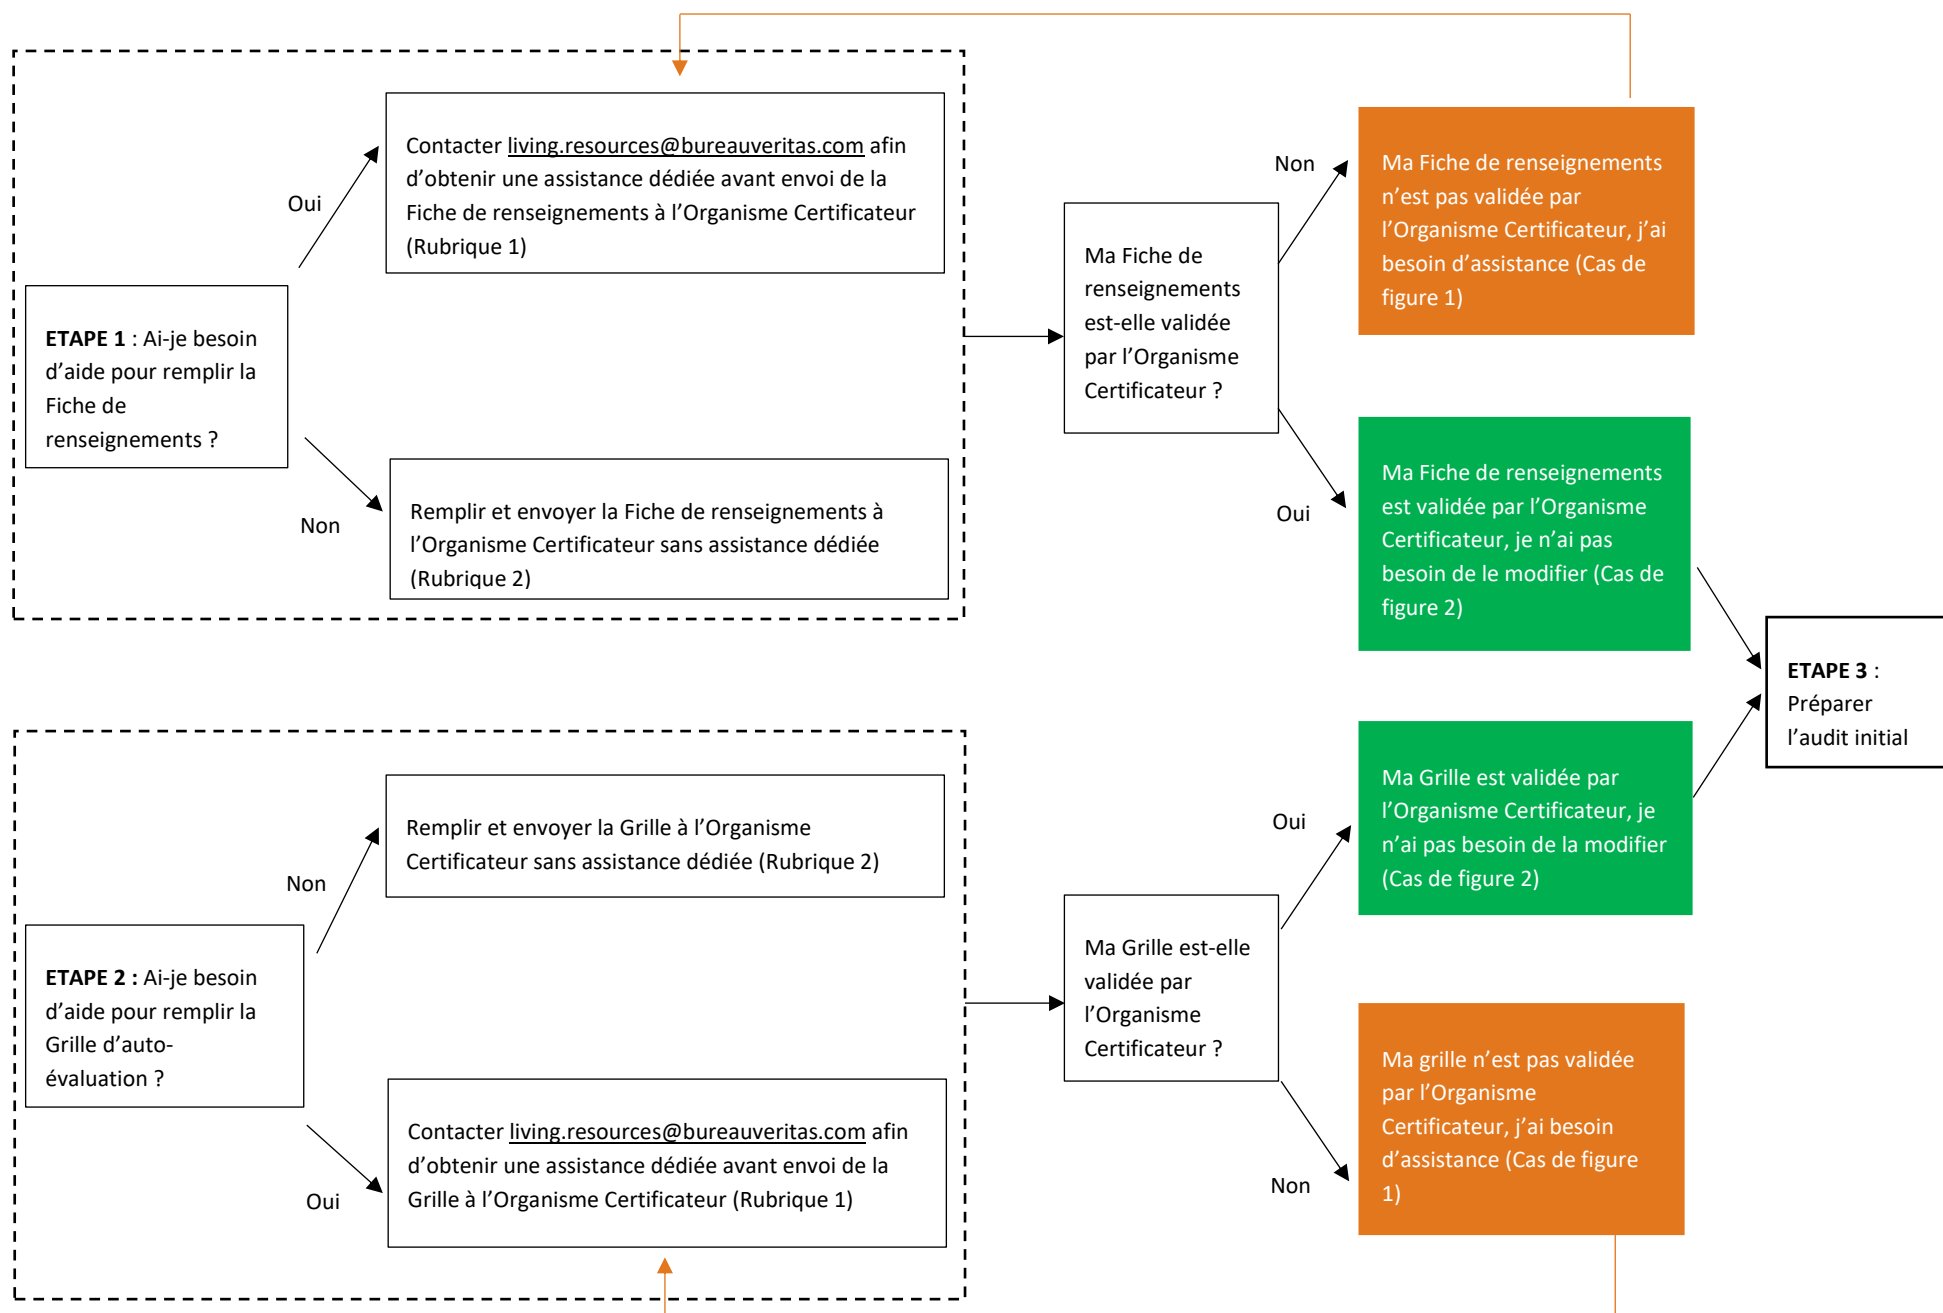 Contacter living.resources@bureauveritas.com afin
d’obtenir une assistance dédiée avant envoi de la
Fiche de renseignements à l’Organisme Certificateur
(Rubrique 1)
Oui
ETAPE 1 : Ai-je besoin
d’aide pour remplir la
Fiche de
renseignements ?
Non
Remplir et envoyer la Fiche de renseignements à
l’Organisme Certificateur sans assistance dédiée
(Rubrique 2)
Ma Fiche de
renseignements
est-elle validée
par l’Organisme
Certificateur ?
Non
Ma Fiche de renseignements
n’est pas validée par
l’Organisme Certificateur, j’ai
besoin d’assistance (Cas de
figure 1)
Oui
Ma Fiche de renseignements
est validée par l’Organisme
Certificateur, je n’ai pas
besoin de le modifier (Cas de
figure 2)
ETAPE 3 :
Préparer
l’audit initial
Remplir et envoyer la Grille à l’Organisme
Certificateur sans assistance dédiée (Rubrique 2)
Non
ETAPE 2 : Ai-je besoin
d’aide pour remplir la
Grille d’auto-
évaluation ?
Oui
Contacter living.resources@bureauveritas.com afin
d’obtenir une assistance dédiée avant envoi de la
Grille à l’Organisme Certificateur (Rubrique 1)
Ma Grille est-elle
validée par
l’Organisme
Certificateur ?
Oui
Ma Grille est validée par
l’Organisme Certificateur, je
n’ai pas besoin de la modifier
(Cas de figure 2)
Non
Ma grille n’est pas validée
par l’Organisme
Certificateur, j’ai besoin
d’assistance (Cas de figure
1)